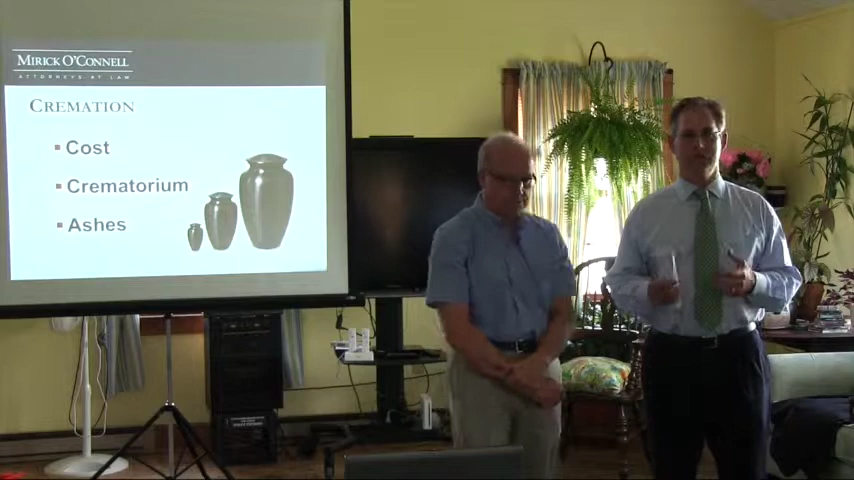 MIRICK O'CONNELL
ATTORNEYS AT LAW
CREMATION
▪ Cost
▪ Crematorium
▪ Ashes